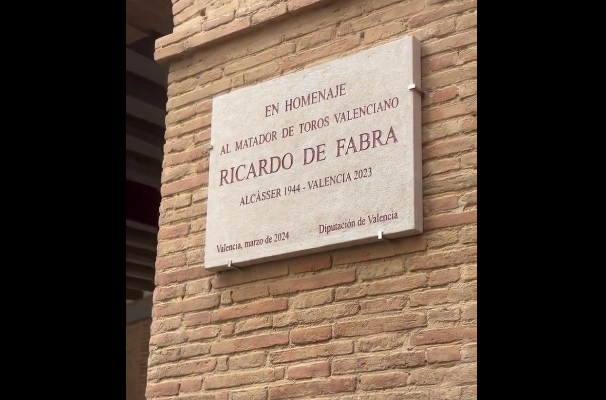 EN HOMENAJE
AL MATADOR DE TOROS VALENCIANO
RICARDO DE FABRA
ALCÀSSER 1944 - VALENCIA 2023
Valencia, marzo de 2024 Diputación de Valencia